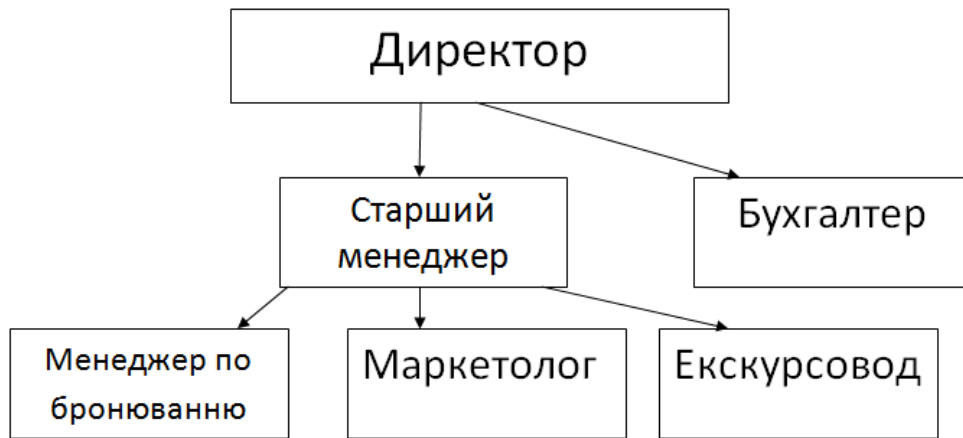 Директор
Старший
менеджер
Бухгалтер
Менеджер по
бронюванню
Маркетолог
Екскурсовод